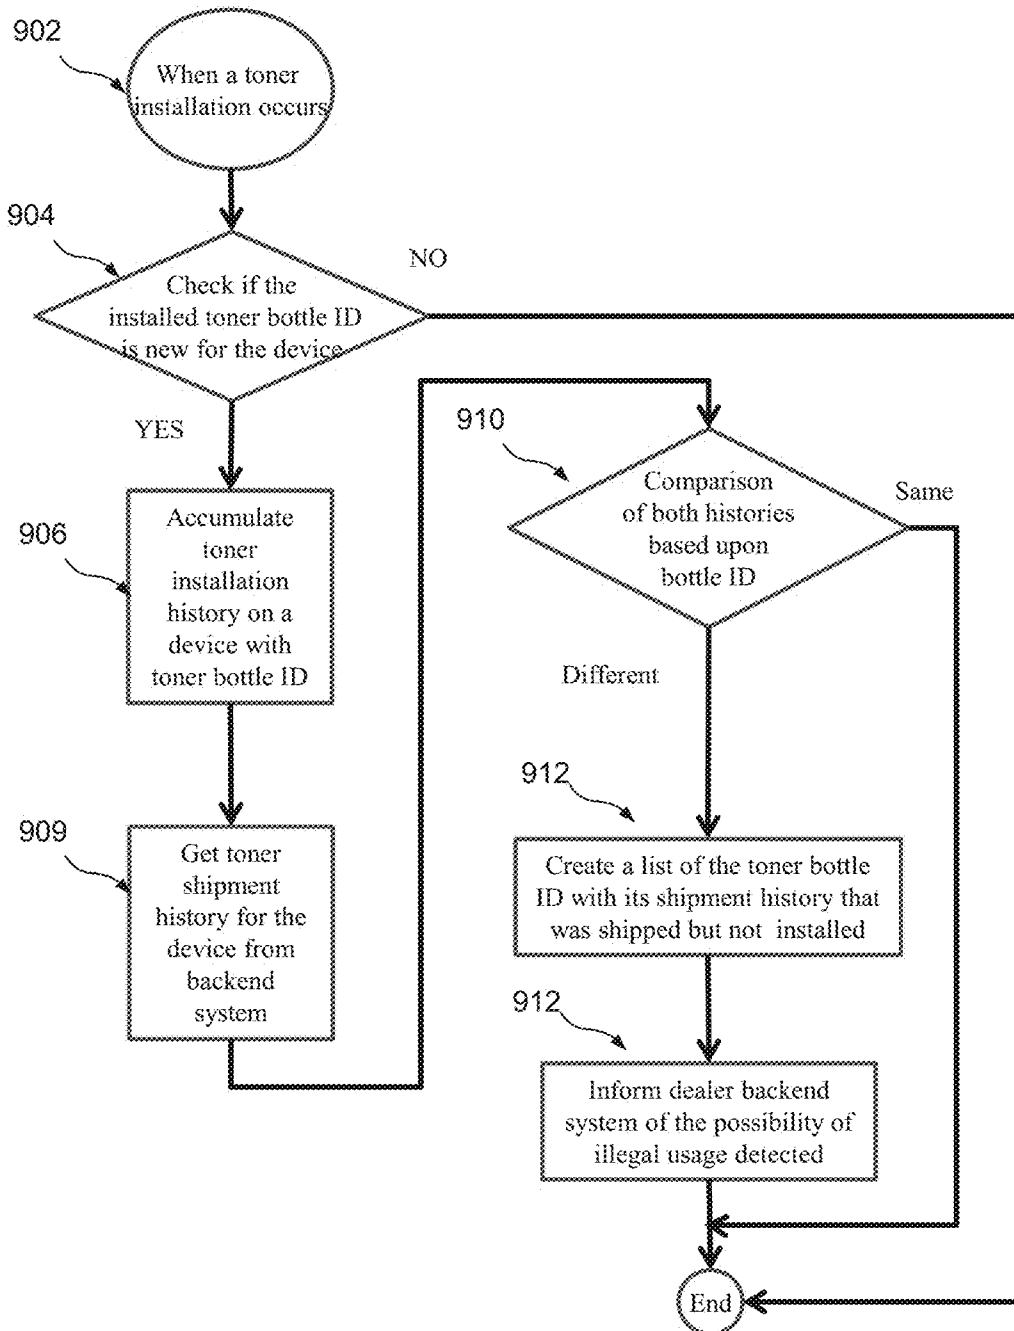 902
When a toner
installation occurs
904
NO
Check if the
installed toner bottle ID
is new for the device
YES
906
Accumulate
toner
installation
history on a
device with
toner bottle ID
909
Get toner
shipment
history for the
device from
backend
system
910
Comparison
of both histories
based upon
bottle ID
Same
Different
912
Create a list of the toner bottle
ID with its shipment history that
was shipped but not installed
912
Inform dealer backend
system of the possibility of
illegal usage detected
End